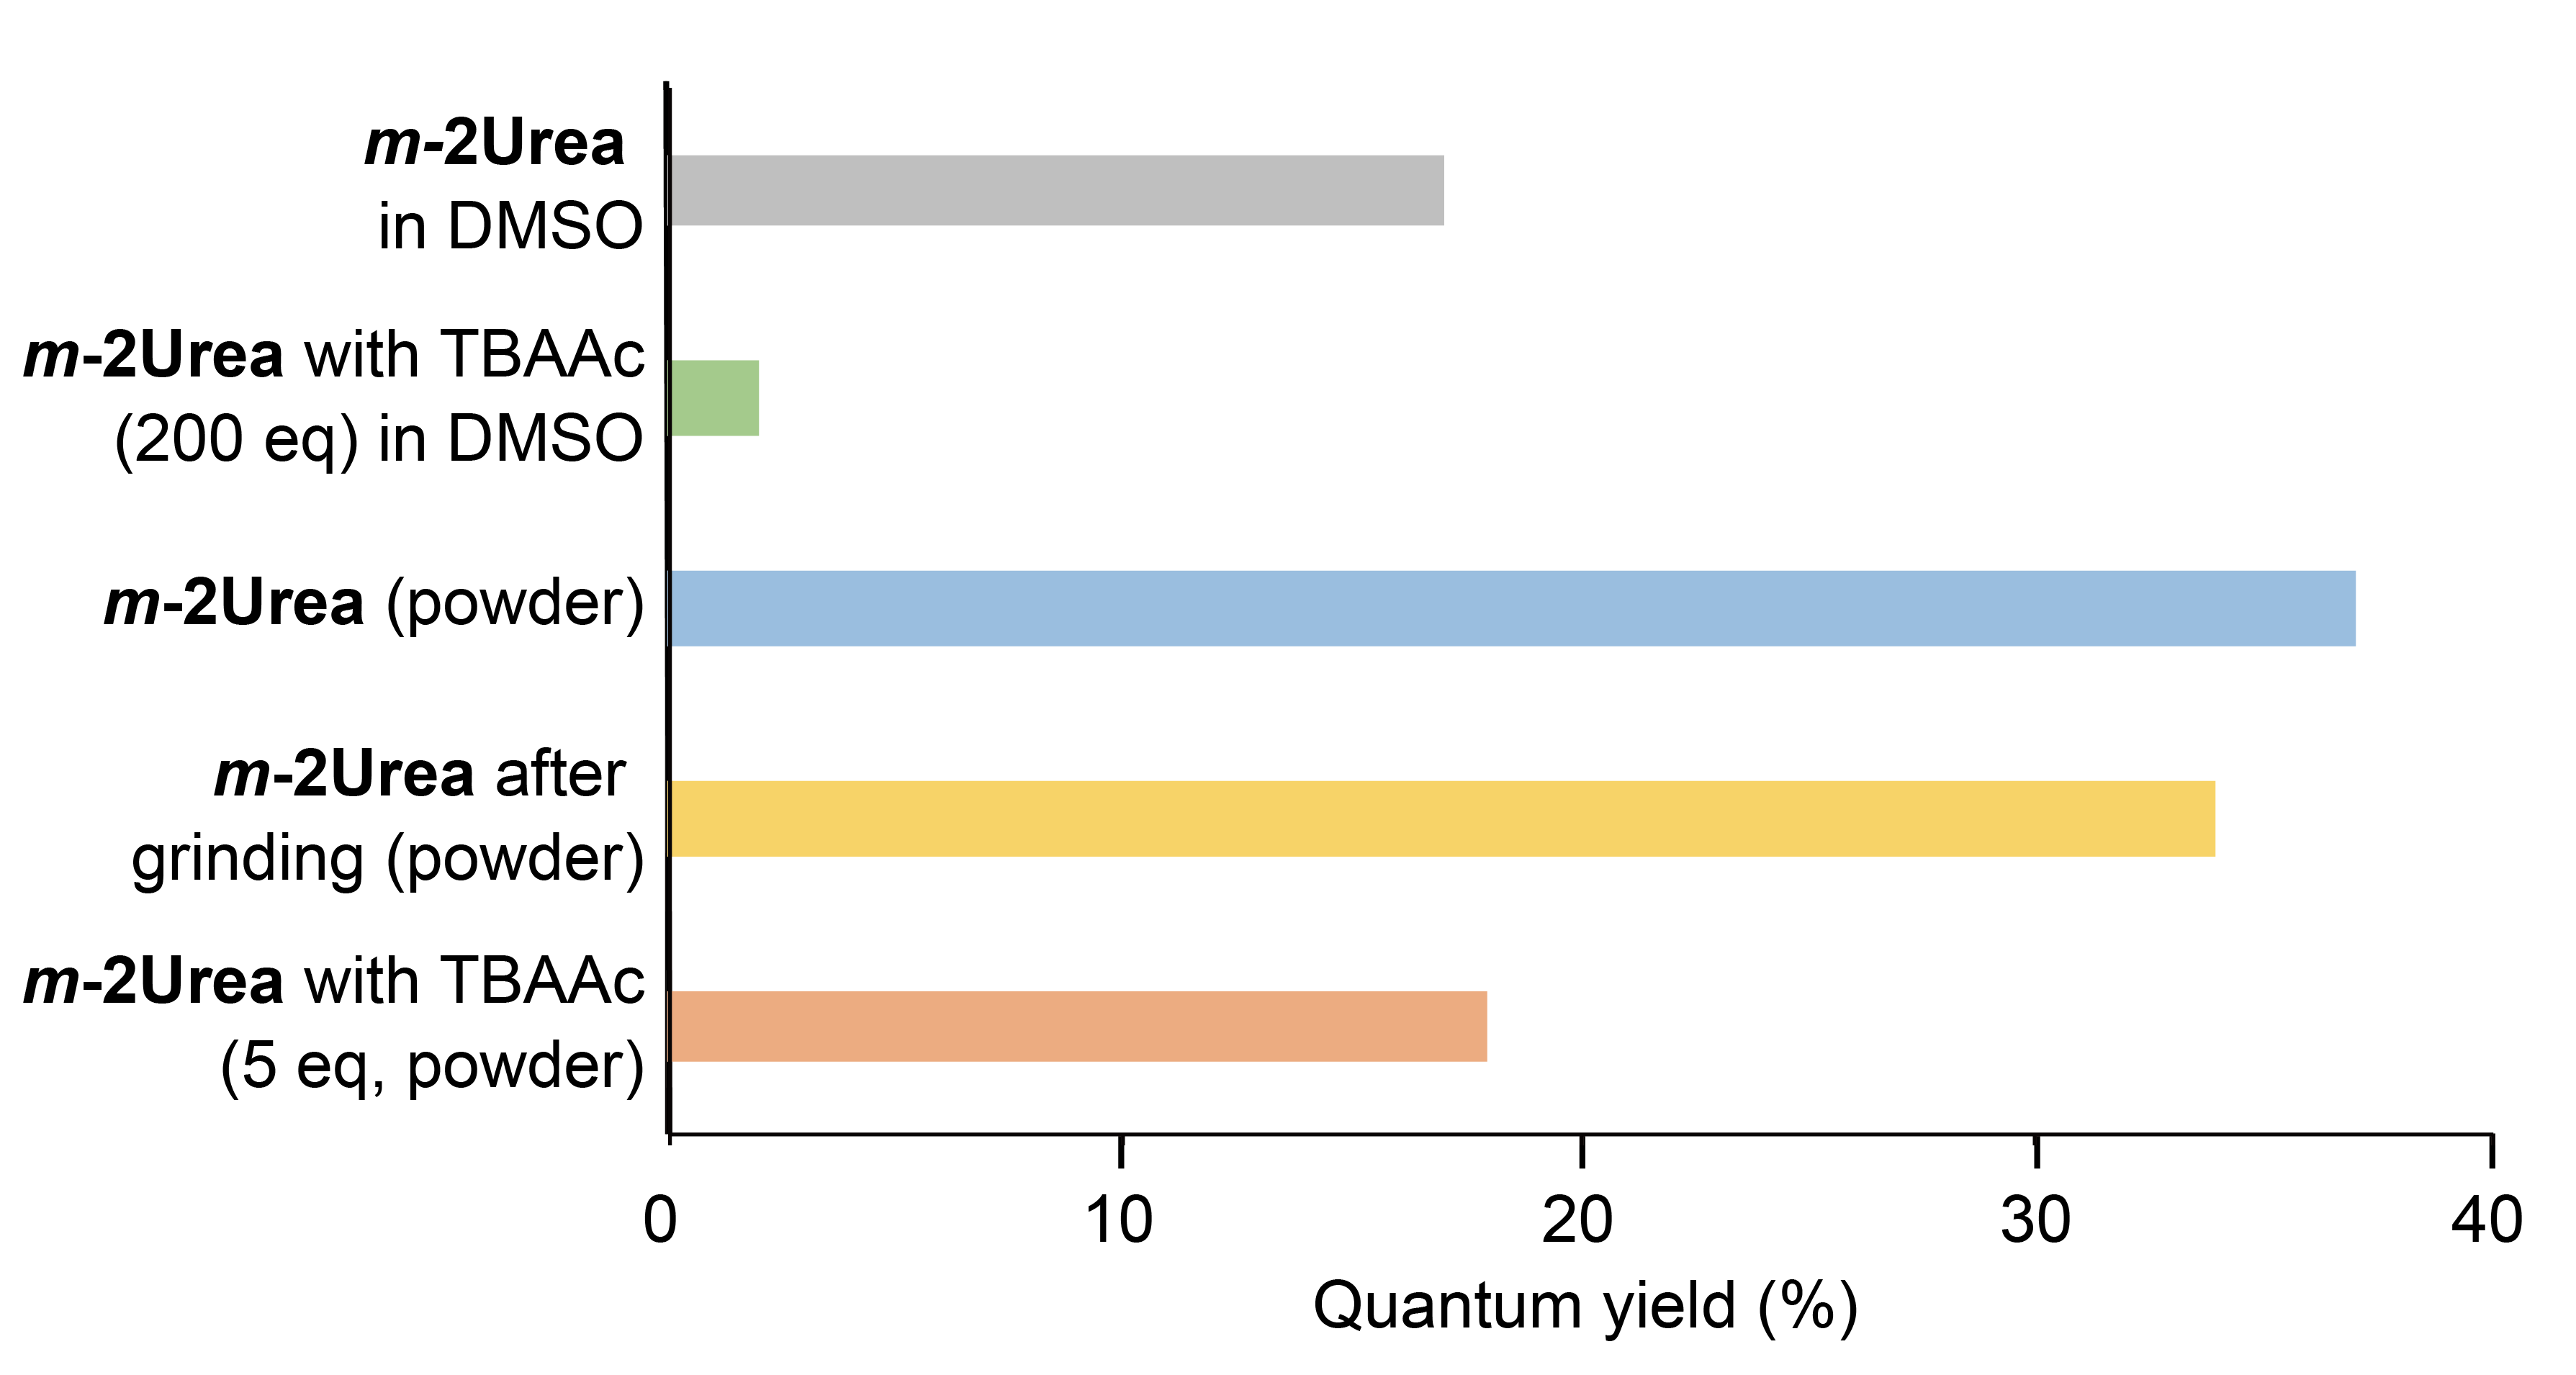 m-2Urea
in DMSO
m-2Urea with TBAAc
(200 eq) in DMSO
m-2Urea (powder)
m-2Urea after
grinding (powder)
m-2Urea with TBAAc
(5 eq, powder)
0 10 20 30 40
Quantum yield (%)